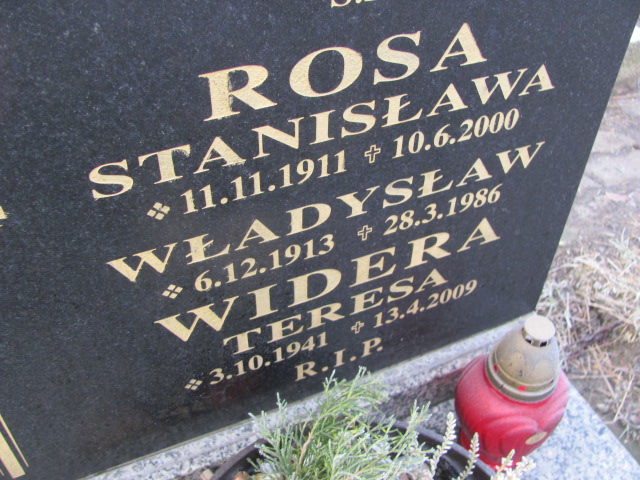 ROSA
STANISŁAWA
11.11.1911 ✝ 10.6.2000
WŁADYSŁAW
6.12.1913 ✝ 28.3.1986
WIDERA
TERESA
3.10.1941 ✝ 13.4.2009
R.I.P.